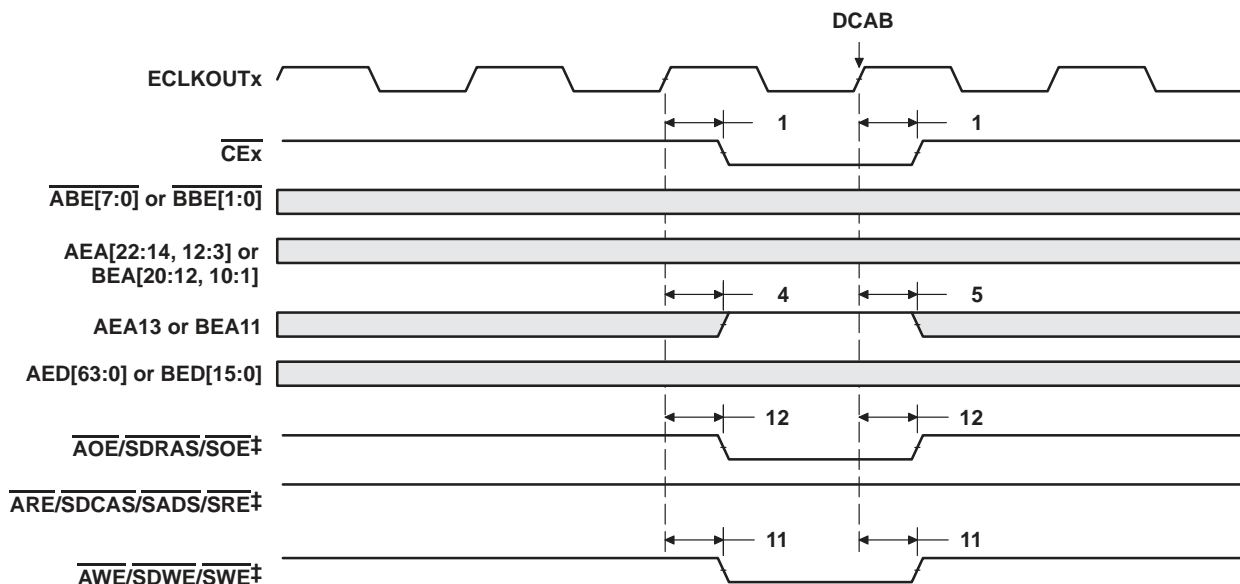 DCAB
ECLKOUTx
1 1
CEx
ABE[7:0] or BBE[1:0]
AEA[22:14, 12:3] or
BEA[20:12, 10:1]
4 5
AEA13 or BEA11
AED[63:0] or BED[15:0]
12 12
AOE/SDRAS/SOE‡
ARE/SDCAS/SADS/SRE‡
11 11
AWE/SDWE/SWE‡